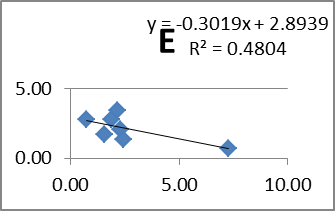 y = -0.3019x + 2.8939
E
R² = 0.4804
5.00
0.00
0.00 5.00 10.00